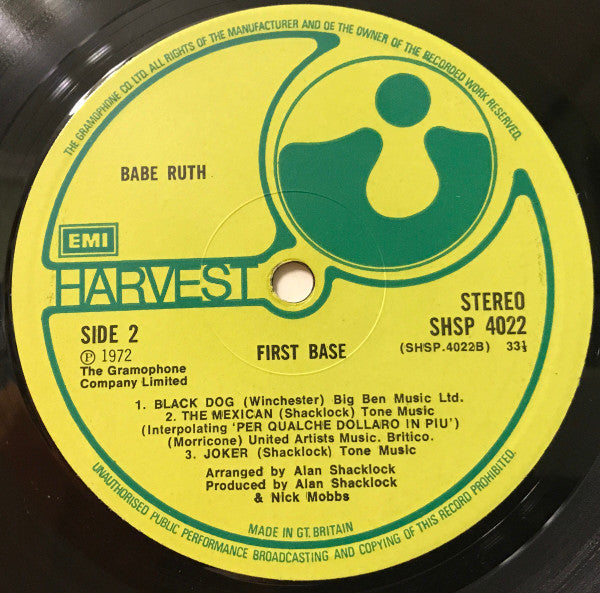 THE GRAMOPHONE CO. LTD. ALL RIGHTS OF THE MANUFACTURER AND OF THE OWNER OF THE RECORDED WORK RESERVED.
BABE RUTH
EMI
HARVEST
SIDE 2
Ⓟ 1972
The Gramophone
Company Limited
FIRST BASE
STEREO
SHSP 4022
(SHSP.4022B) 33⅓
1. BLACK DOG (Winchester) Big Ben Music Ltd.
2. THE MEXICAN (Shacklock) Tone Music
(Interpolating 'PER QUALCHE DOLLARO IN PIU')
(Morricone) United Artists Music. Britico.
3. JOKER (Shacklock) Tone Music
Arranged by Alan Shacklock
Produced by Alan Shacklock
& Nick Mobbs
MADE IN GT. BRITAIN
UNAUTHORISED PUBLIC PERFORMANCE BROADCASTING AND COPYING OF THIS RECORD PROHIBITED.